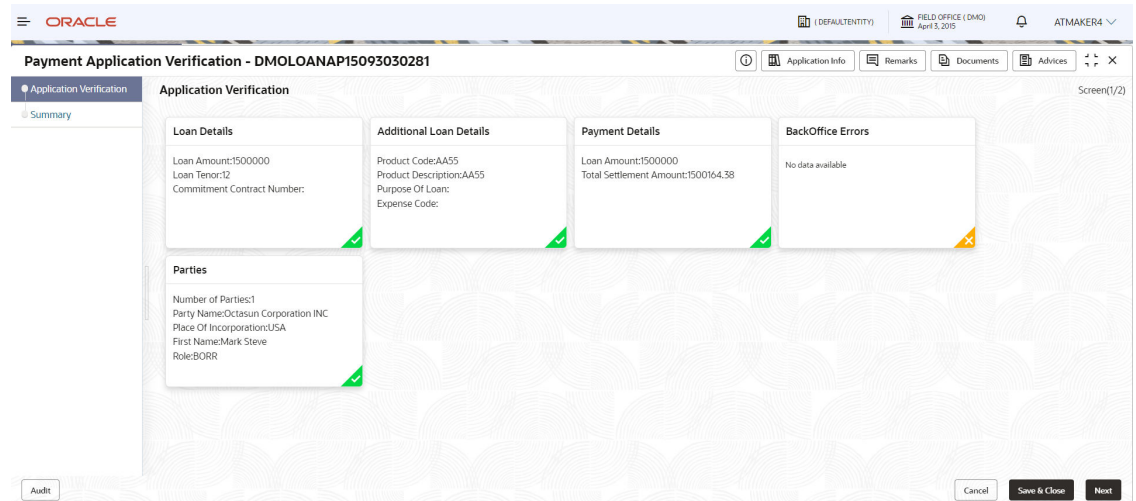 ORACLE
( DEFAULTENTITY)
FIELD OFFICE ( DMO)
April 3, 2015
ATMAKER4
Payment Application Verification - DMOLOANAP15093030281
Application Info
Remarks
Documents
Advices
Application Verification
Summary
Application Verification
Screen(1/2)
Loan Details
Loan Amount:1500000
Loan Tenor:12
Commitment Contract Number:
Additional Loan Details
Product Code:AA55
Product Description:AA55
Purpose Of Loan:
Expense Code:
Payment Details
Loan Amount:1500000
Total Settlement Amount:1500164.38
BackOffice Errors
No data available
Parties
Number of Parties:1
Party Name:Octasun Corporation INC
Place Of Incorporation:USA
First Name:Mark Steve
Role:BORR
Audit
Cancel
Save & Close
Next